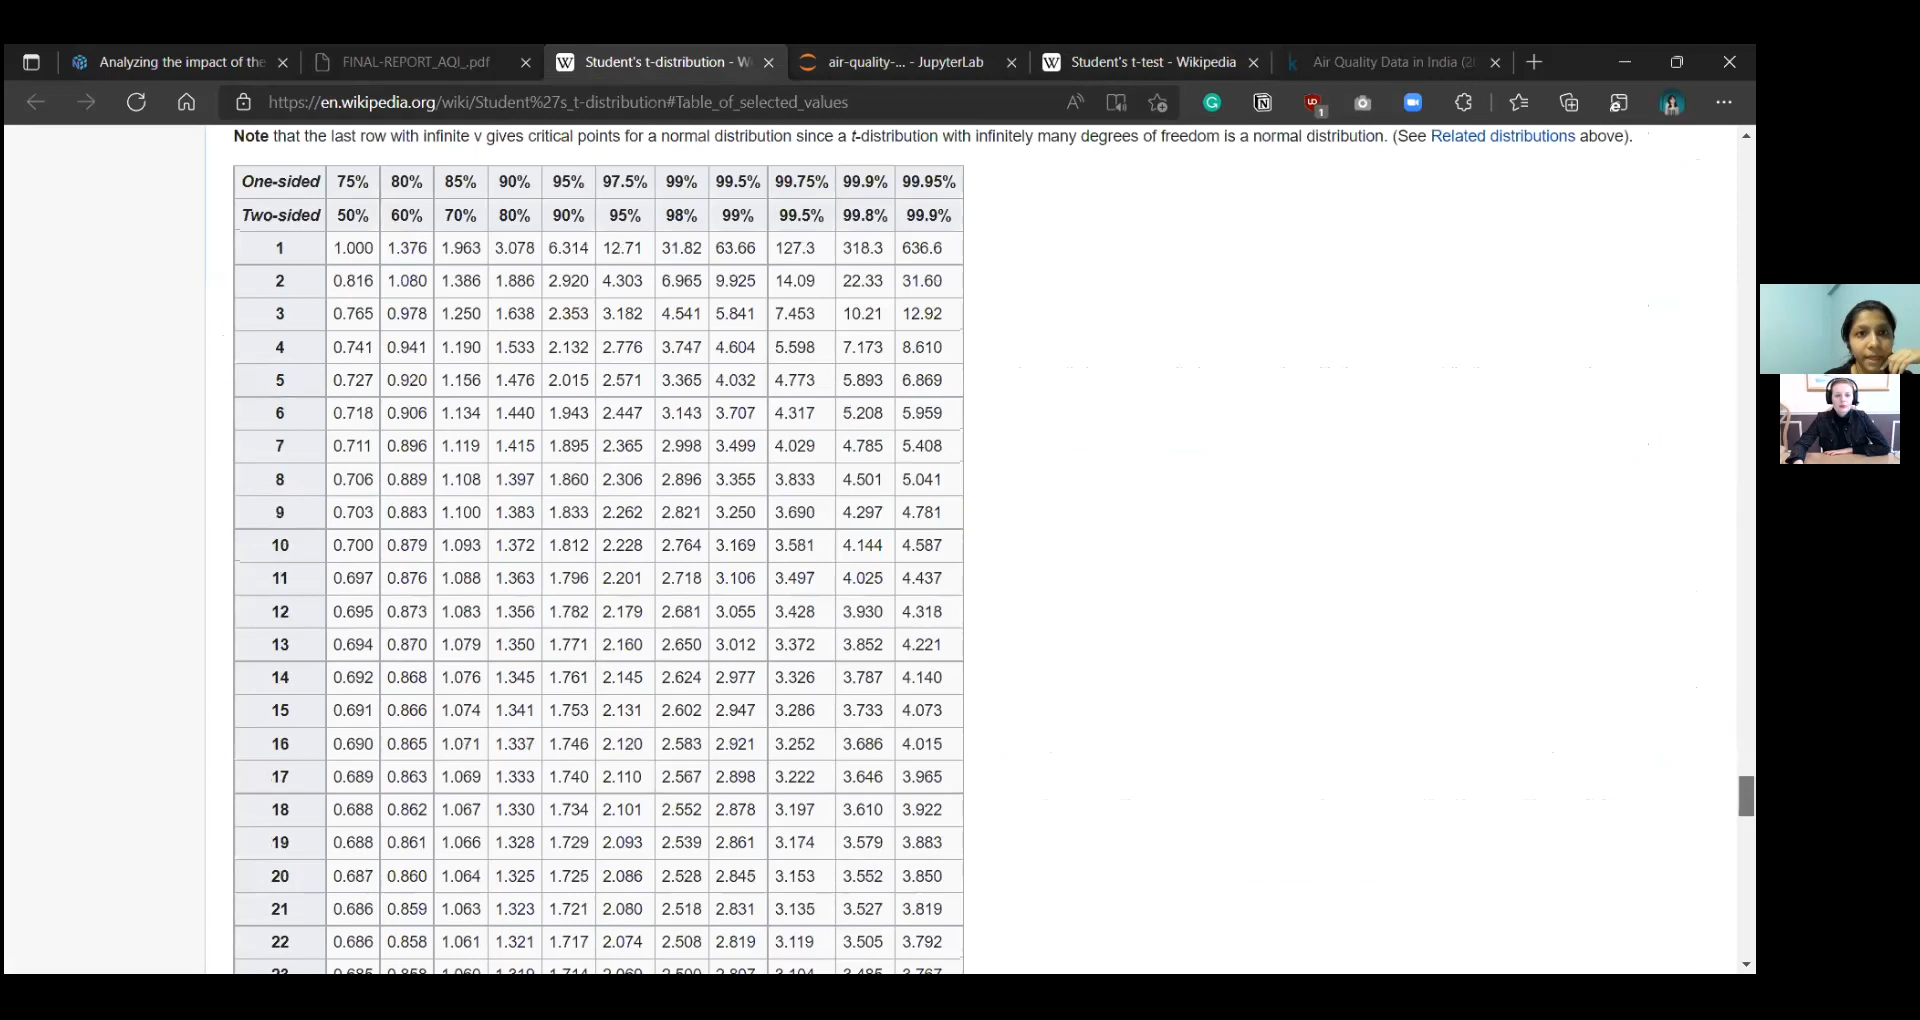 Analyzing the impact of the
FINAL-REPORT_AQI_.pdf
Student's t-distribution - W
air-quality-... - JupyterLab
Student's t-test - Wikipedia
Air Quality Data in India (2
https://en.wikipedia.org/wiki/Student%27s_t-distribution#Table_of_selected_values
Note that the last row with infinite ν gives critical points for a normal distribution since a t-distribution with infinitely many degrees of freedom is a normal distribution. (See Related distributions above).
One-sided 75% 80% 85% 90% 95% 97.5% 99% 99.5% 99.75% 99.9% 99.95%
Two-sided 50% 60% 70% 80% 90% 95% 98% 99% 99.5% 99.8% 99.9%
1 1.000 1.376 1.963 3.078 6.314 12.71 31.82 63.66 127.3 318.3 636.6
2 0.816 1.080 1.386 1.886 2.920 4.303 6.965 9.925 14.09 22.33 31.60
3 0.765 0.978 1.250 1.638 2.353 3.182 4.541 5.841 7.453 10.21 12.92
4 0.741 0.941 1.190 1.533 2.132 2.776 3.747 4.604 5.598 7.173 8.610
5 0.727 0.920 1.156 1.476 2.015 2.571 3.365 4.032 4.773 5.893 6.869
6 0.718 0.906 1.134 1.440 1.943 2.447 3.143 3.707 4.317 5.208 5.959
7 0.711 0.896 1.119 1.415 1.895 2.365 2.998 3.499 4.029 4.785 5.408
8 0.706 0.889 1.108 1.397 1.860 2.306 2.896 3.355 3.833 4.501 5.041
9 0.703 0.883 1.100 1.383 1.833 2.262 2.821 3.250 3.690 4.297 4.781
10 0.700 0.879 1.093 1.372 1.812 2.228 2.764 3.169 3.581 4.144 4.587
11 0.697 0.876 1.088 1.363 1.796 2.201 2.718 3.106 3.497 4.025 4.437
12 0.695 0.873 1.083 1.356 1.782 2.179 2.681 3.055 3.428 3.930 4.318
13 0.694 0.870 1.079 1.350 1.771 2.160 2.650 3.012 3.372 3.852 4.221
14 0.692 0.868 1.076 1.345 1.761 2.145 2.624 2.977 3.326 3.787 4.140
15 0.691 0.866 1.074 1.341 1.753 2.131 2.602 2.947 3.286 3.733 4.073
16 0.690 0.865 1.071 1.337 1.746 2.120 2.583 2.921 3.252 3.686 4.015
17 0.689 0.863 1.069 1.333 1.740 2.110 2.567 2.898 3.222 3.646 3.965
18 0.688 0.862 1.067 1.330 1.734 2.101 2.552 2.878 3.197 3.610 3.922
19 0.688 0.861 1.066 1.328 1.729 2.093 2.539 2.861 3.174 3.579 3.883
20 0.687 0.860 1.064 1.325 1.725 2.086 2.528 2.845 3.153 3.552 3.850
21 0.686 0.859 1.063 1.323 1.721 2.080 2.518 2.831 3.135 3.527 3.819
22 0.686 0.858 1.061 1.321 1.717 2.074 2.508 2.819 3.119 3.505 3.792